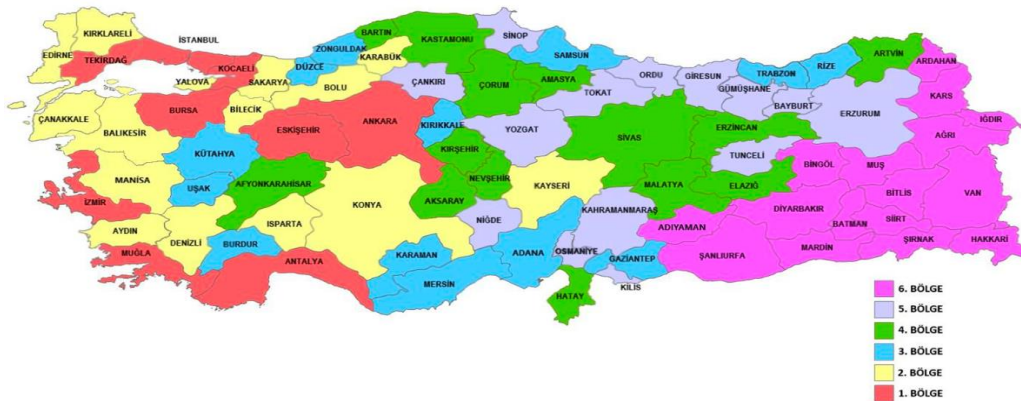 KIRKLARELİ
EDİRNE
TEKİRDAĞ
İSTANBUL
KOCAELİ
YALOVA
SAKARYA
DÜZCE
ZONGULDAK
BARTIN
KARABÜK
KASTAMONU
SİNOP
SAMSUN
ORDU
GİRESUN
TRABZON
RİZE
ARTVİN
ARDAHAN
ÇANAKKALE
BALIKESİR
BURSA
BİLECİK
BOLU
ÇANKIRI
ÇORUM
AMASYA
TOKAT
GÜMÜŞHANE
BAYBURT
ERZURUM
KARS
IĞDIR
ESKİŞEHİR
ANKARA
KIRIKKALE
YOZGAT
SİVAS
ERZİNCAN
AĞRI
KÜTAHYA
KIRŞEHİR
TUNCELİ
BİNGÖL
MUŞ
MANİSA
UŞAK
AFYONKARAHİSAR
NEVŞEHİR
KAYSERİ
MALATYA
ELAZIĞ
BİTLİS
VAN
İZMİR
AKSARAY
KONYA
KAHRAMANMARAŞ
DİYARBAKIR
BATMAN
SİİRT
AYDIN
DENİZLİ
ISPARTA
NİĞDE
ADIYAMAN
ŞIRNAK
HAKKARİ
MUĞLA
BURDUR
ANTALYA
KARAMAN
ADANA
OSMANİYE
GAZİANTEP
ŞANLIURFA
MARDİN
MERSİN
KİLİS
HATAY
6. BÖLGE
5. BÖLGE
4. BÖLGE
3. BÖLGE
2. BÖLGE
1. BÖLGE